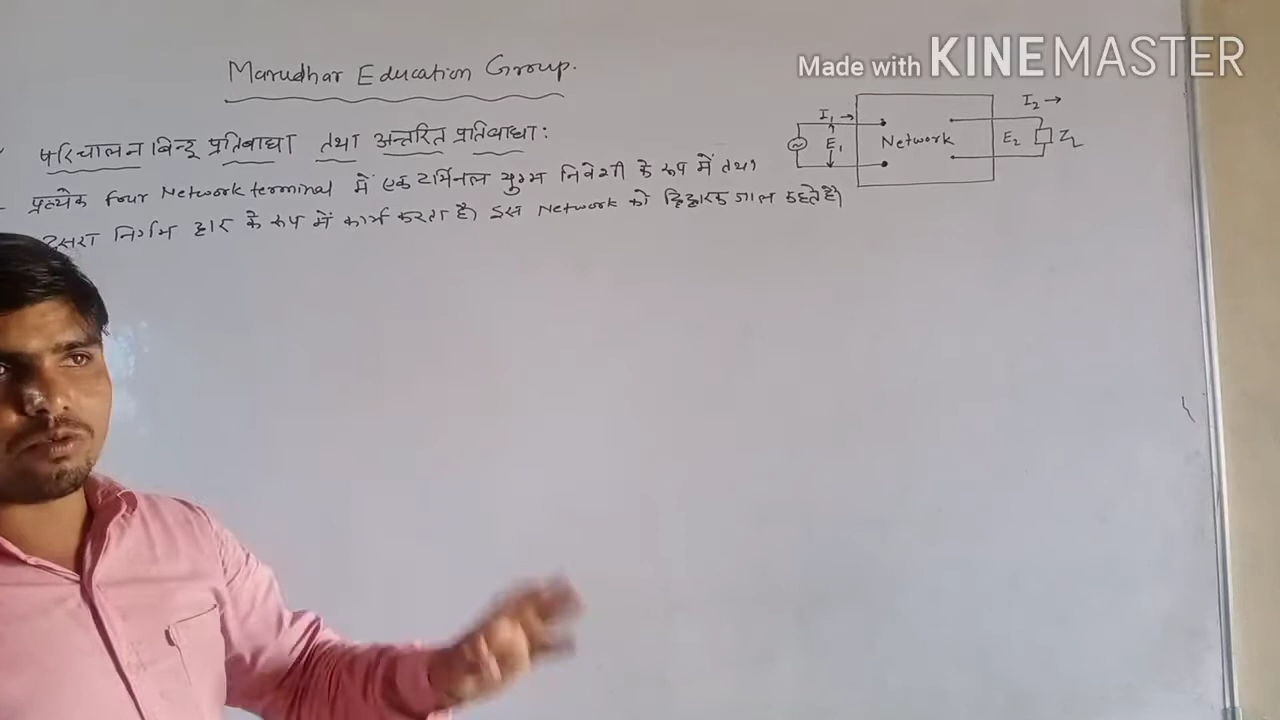 Marudhar Education Group.
Made with KINEMASTER
परिचालन बिन्दू प्रतिबाधा तथा अन्तरित प्रतिबाधा:
प्रत्येक four Network terminal में एक टर्मिनल युग्म निवेशी के रूप में तथा
दुसरा निर्गम द्वार के रूप में कार्य करता है। इस Network को द्विद्वारक जाल कहते है।
I₁ →
E₁
Network
I₂ →
E₂
Z_L